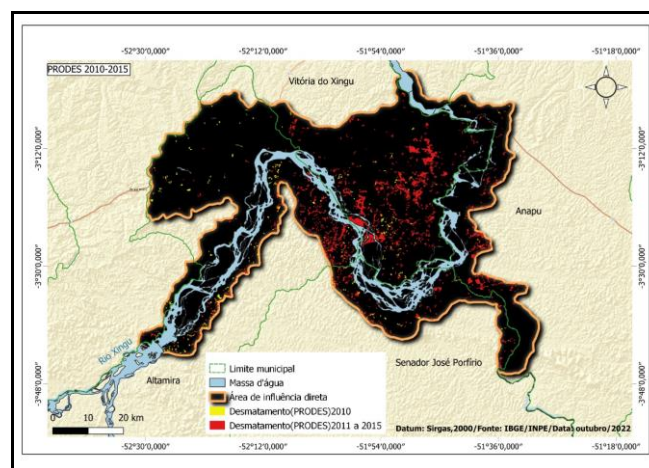 -52°30'0,000" -52°12'0,000" -51°54'0,000" -51°36'0,000" -51°18'0,000"
PRODES 2010-2015
Vitória do Xingu
-3°12'0,000" -3°12'0,000"
Anapu
-3°30'0,000" -3°30'0,000"
Rio Xingu
Senador José Porfírio
Altamira
-3°48'0,000" -3°48'0,000"
Limite municipal
Massa d'água
Área de influência direta
Desmatamento(PRODES)2010
Desmatamento(PRODES)2011 a 2015
0 10 20 km
Datum: Sirgas,2000/Fonte: IBGE/INPE/Data: outubro/2022
-52°30'0,000" -52°12'0,000" -51°54'0,000" -51°36'0,000" -51°18'0,000"